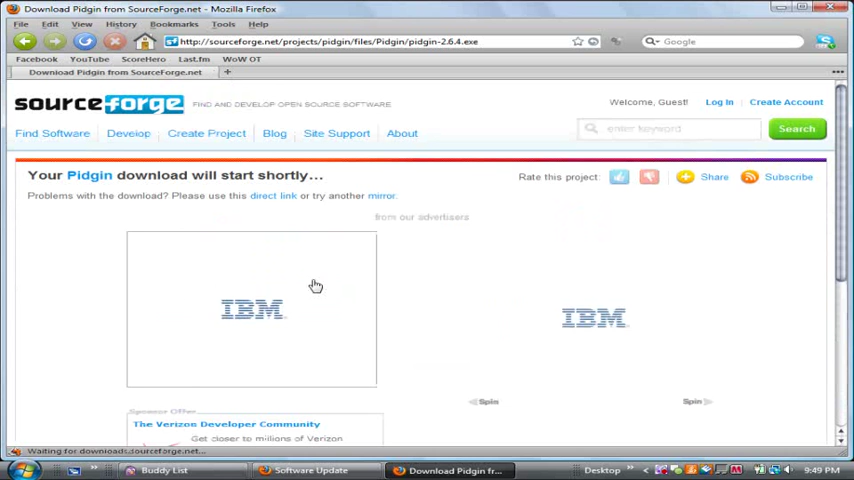 Download Pidgin from SourceForge.net - Mozilla Firefox
File Edit View History Bookmarks Tools Help
http://sourceforge.net/projects/pidgin/files/Pidgin/pidgin-2.6.4.exe
Google
Facebook YouTube ScoreHero Last.fm WoW OT
Download Pidgin from SourceForge.net
sourceforge FIND AND DEVELOP OPEN SOURCE SOFTWARE
Welcome, Guest! Log In Create Account
Find Software Develop Create Project Blog Site Support About
enter keyword Search
Your Pidgin download will start shortly...
Rate this project: Share Subscribe
Problems with the download? Please use this direct link or try another mirror.
from our advertisers
IBM
IBM
Spin Spin
Sponsor Offer
The Verizon Developer Community
Get closer to millions of Verizon
Waiting for downloads.sourceforge.net...
Buddy List Software Update Download Pidgin fr... Desktop 9:49 PM